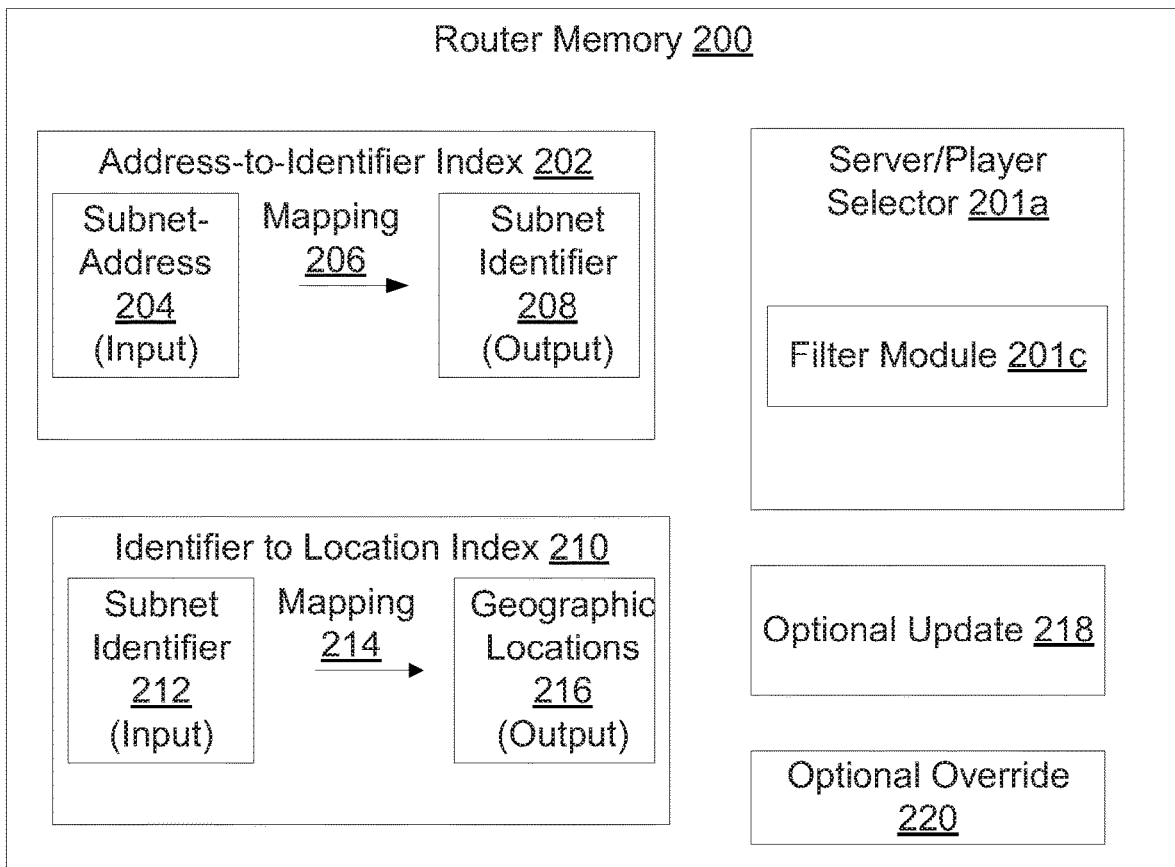 Router Memory 200
Address-to-Identifier Index 202
Subnet-
Address
204
(Input)
Mapping
206
Subnet
Identifier
208
(Output)
Server/Player
Selector 201a
Filter Module 201c
Identifier to Location Index 210
Subnet
Identifier
212
(Input)
Mapping
214
Geographic
Locations
216
(Output)
Optional Update 218
Optional Override
220